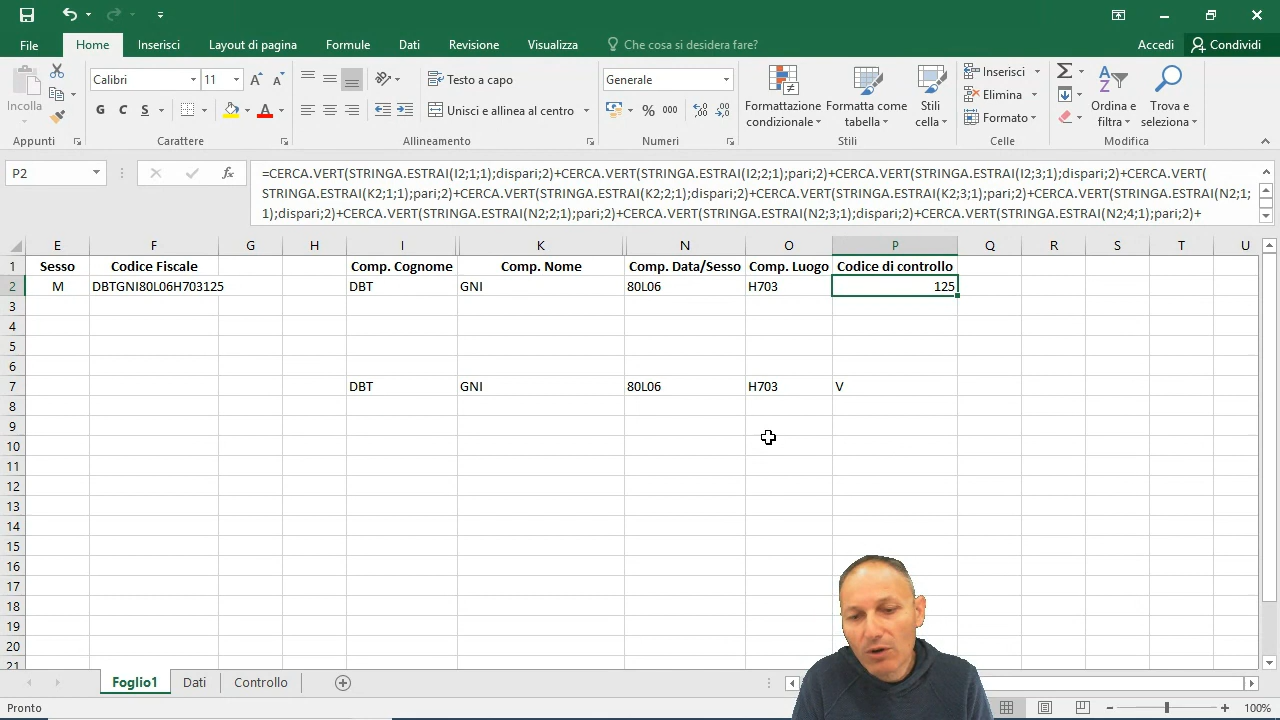 File
Home
Inserisci
Layout di pagina
Formule
Dati
Revisione
Visualizza
Che cosa si desidera fare?
Accedi
Condividi
Incolla
Calibri
11
G
C
S
A
Testo a capo
Unisci e allinea al centro
Generale
%
000
Formattazione condizionale
Formatta come tabella
Stili cella
Inserisci
Elimina
Formato
Ordina e filtra
Trova e seleziona
Appunti
Carattere
Allineamento
Numeri
Stili
Celle
Modifica
P2
fx
=CERCA.VERT(STRINGA.ESTRAI(I2;1;1);dispari;2)+CERCA.VERT(STRINGA.ESTRAI(I2;2;1);pari;2)+CERCA.VERT(STRINGA.ESTRAI(I2;3;1);dispari;2)+CERCA.VERT(
STRINGA.ESTRAI(K2;1;1);pari;2)+CERCA.VERT(STRINGA.ESTRAI(K2;2;1);dispari;2)+CERCA.VERT(STRINGA.ESTRAI(K2;3;1);pari;2)+CERCA.VERT(STRINGA.ESTRAI(N2;1;
1);dispari;2)+CERCA.VERT(STRINGA.ESTRAI(N2;2;1);pari;2)+CERCA.VERT(STRINGA.ESTRAI(N2;3;1);dispari;2)+CERCA.VERT(STRINGA.ESTRAI(N2;4;1);pari;2)+
E F G H I K N O P Q R S T U
1 Sesso Codice Fiscale Comp. Cognome Comp. Nome Comp. Data/Sesso Comp. Luogo Codice di controllo
2 M DBTGNI80L06H703125 DBT GNI 80L06 H703 125
3
4
5
6
7 DBT GNI 80L06 H703 V
8
9
10
11
12
13
14
15
16
17
18
19
20
21
Foglio1
Dati
Controllo
Pronto
100%